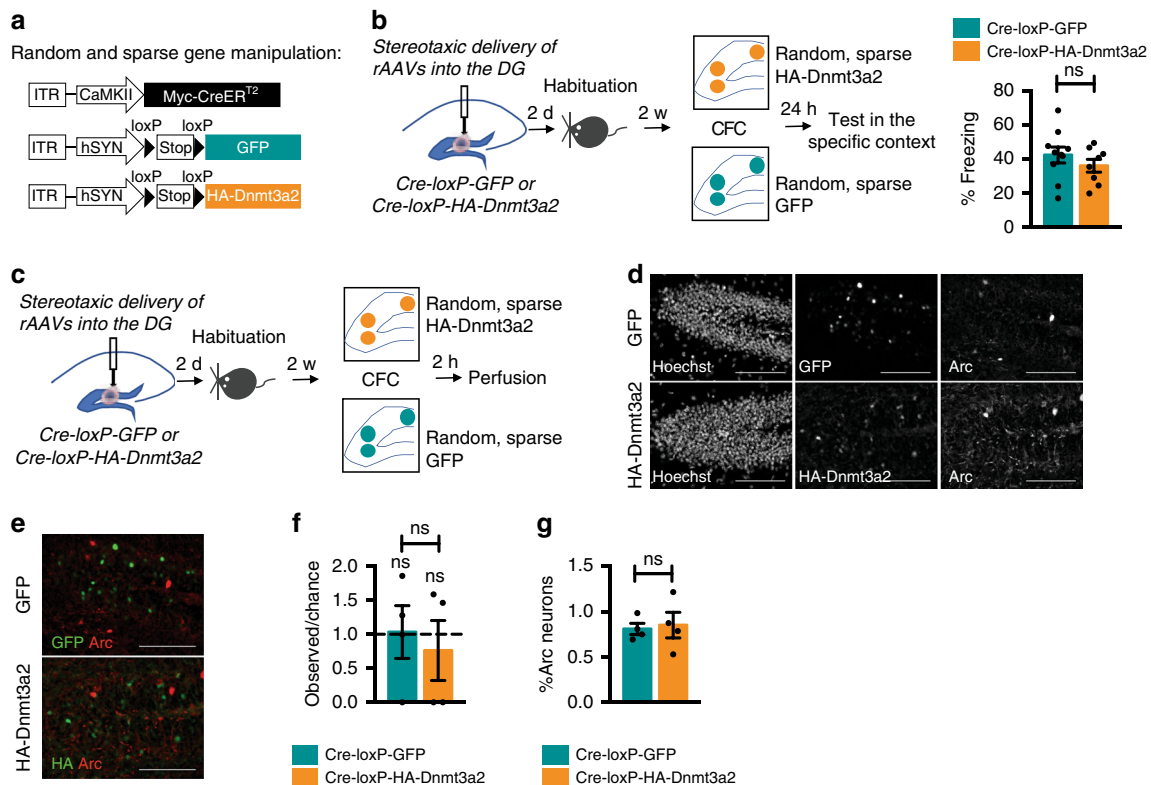 a
Random and sparse gene manipulation:
ITR CaMKII Myc-CreER^T2
loxP loxP
ITR hSYN Stop GFP
loxP loxP
ITR hSYN Stop HA-Dnmt3a2
b
Stereotaxic delivery of
rAAVs into the DG
Habituation
2 d
2 w
Cre-loxP-GFP or
Cre-loxP-HA-Dnmt3a2
Random, sparse
HA-Dnmt3a2
CFC
24 h
Test in the
specific context
Random, sparse
GFP
Cre-loxP-GFP
Cre-loxP-HA-Dnmt3a2
ns
% Freezing
80
60
40
20
0
c
Stereotaxic delivery of
rAAVs into the DG
Habituation
2 d
2 w
Cre-loxP-GFP or
Cre-loxP-HA-Dnmt3a2
Random, sparse
HA-Dnmt3a2
CFC
2 h
Perfusion
Random, sparse
GFP
d
GFP
Hoechst
GFP
Arc
HA-Dnmt3a2
Hoechst
HA-Dnmt3a2
Arc
e
GFP
GFP Arc
HA-Dnmt3a2
HA Arc
f
ns
ns
ns
Observed/chance
2.0
1.5
1.0
0.5
0.0
Cre-loxP-GFP
Cre-loxP-HA-Dnmt3a2
g
ns
%Arc neurons
1.5
1.0
0.5
0.0
Cre-loxP-GFP
Cre-loxP-HA-Dnmt3a2